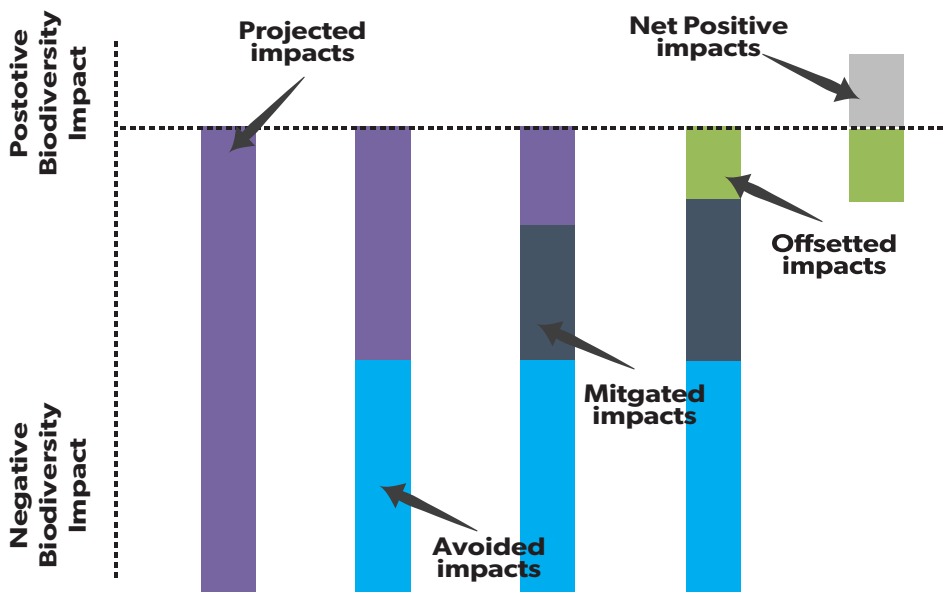 Postotive
Biodiversity
Impact
Projected
impacts
Net Positive
impacts
Offsetted
impacts
Mitgated
impacts
Negative
Biodiversity
Impact
Avoided
impacts